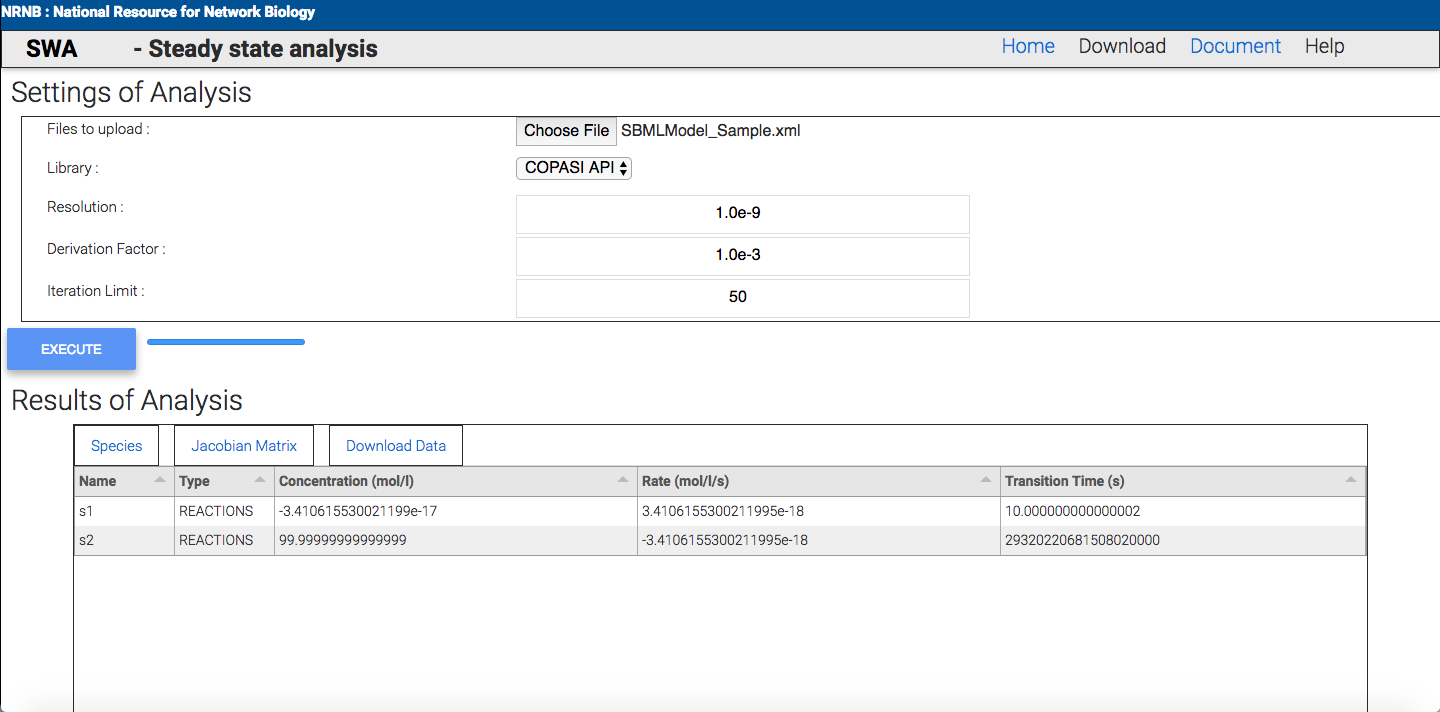 NRNB : National Resource for Network Biology
SWA - Steady state analysis Home Download Document Help
Settings of Analysis
Files to upload : Choose File SBMLModel_Sample.xml
Library : COPASI API
Resolution : 1.0e-9
Derivation Factor : 1.0e-3
Iteration Limit : 50
EXECUTE
Results of Analysis
Species Jacobian Matrix Download Data
Name Type Concentration (mol/l) Rate (mol/l/s) Transition Time (s)
s1 REACTIONS -3.410615530021199e-17 3.4106155300211995e-18 10.000000000000002
s2 REACTIONS 99.99999999999999 -3.4106155300211995e-18 29320220681508020000